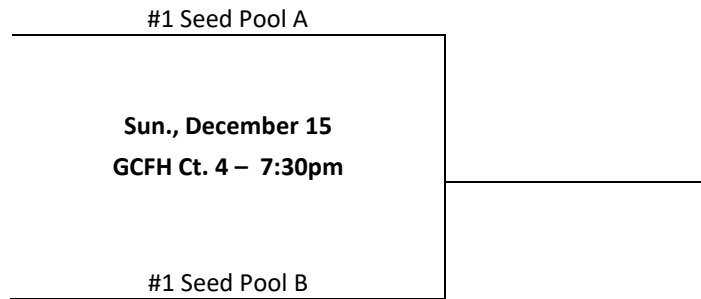 #1 Seed Pool A
Sun., December 15
GCFH Ct. 4 – 7:30pm
#1 Seed Pool B